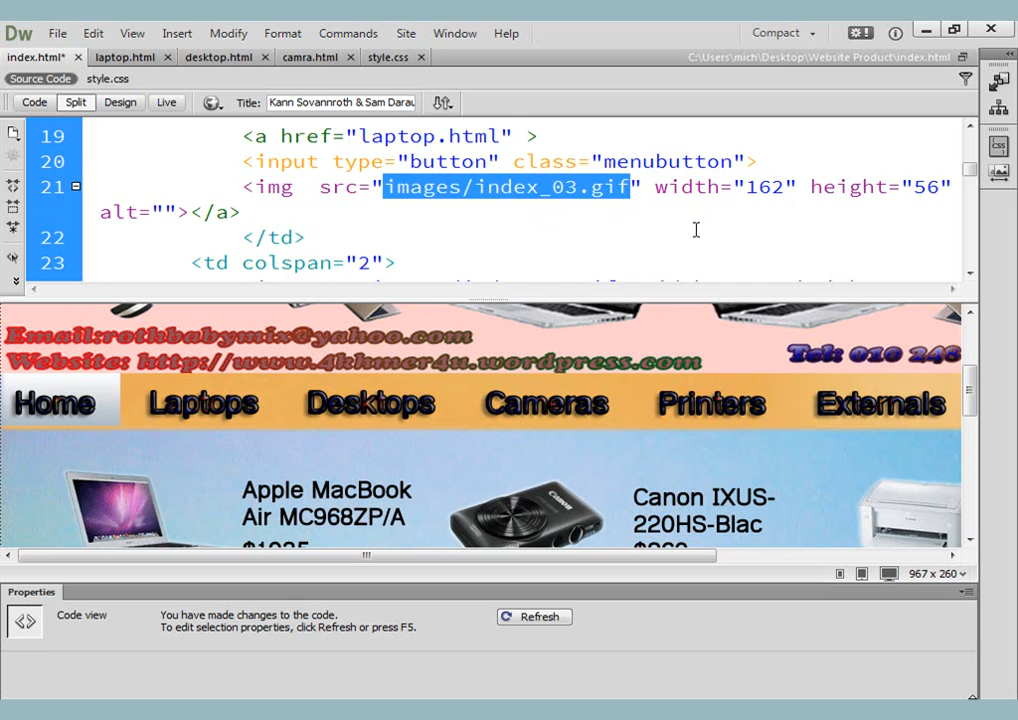 Dw File Edit View Insert Modify Format Commands Site Window Help Compact
index.html* × laptop.html × desktop.html × camra.html × style.css × C:\Users\mich\Desktop\Website Product\index.html
Source Code style.css
Code Split Design Live Title: Kann Sovannroth & Sam Darau
19 <a href="laptop.html" >
20 <input type="button" class="menubutton">
21 <img src="images/index_03.gif" width="162" height="56"
alt=""></a>
22 </td>
23 <td colspan="2">
Email:rothbabymix@yahoo.com
Website: http://www.4khmer4u.wordpress.com
Tel: 010 248
Home Laptops Desktops Cameras Printers Externals
Apple MacBook
Air MC968ZP/A
Canon IXUS-
220HS-Blac
967 x 260
Properties
Code view
You have made changes to the code.
To edit selection properties, click Refresh or press F5.
Refresh
CSS
Canon